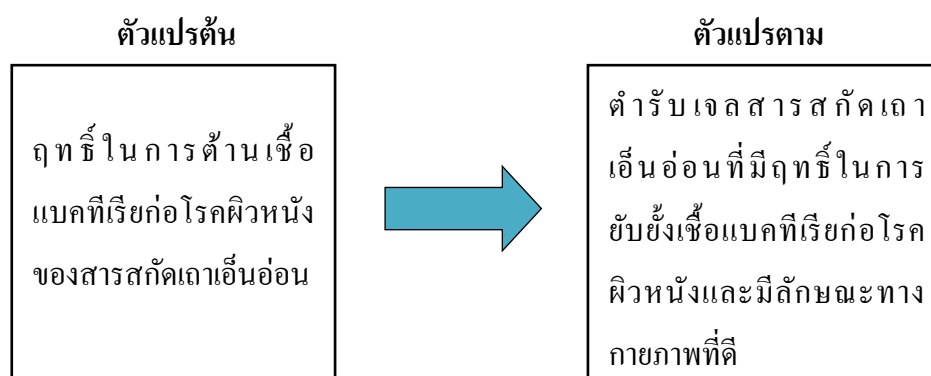 ตัวแปรต้น
ฤทธิ์ในการต้านเชื้อ
แบคทีเรียก่อโรคผิวหนัง
ของสารสกัดเถาเอ็นอ่อน
ตัวแปรตาม
ตำรับเจลสารสกัดเถา
เอ็นอ่อนที่มีฤทธิ์ในการ
ยับยั้งเชื้อแบคทีเรียก่อโรค
ผิวหนังและมีลักษณะทาง
กายภาพที่ดี